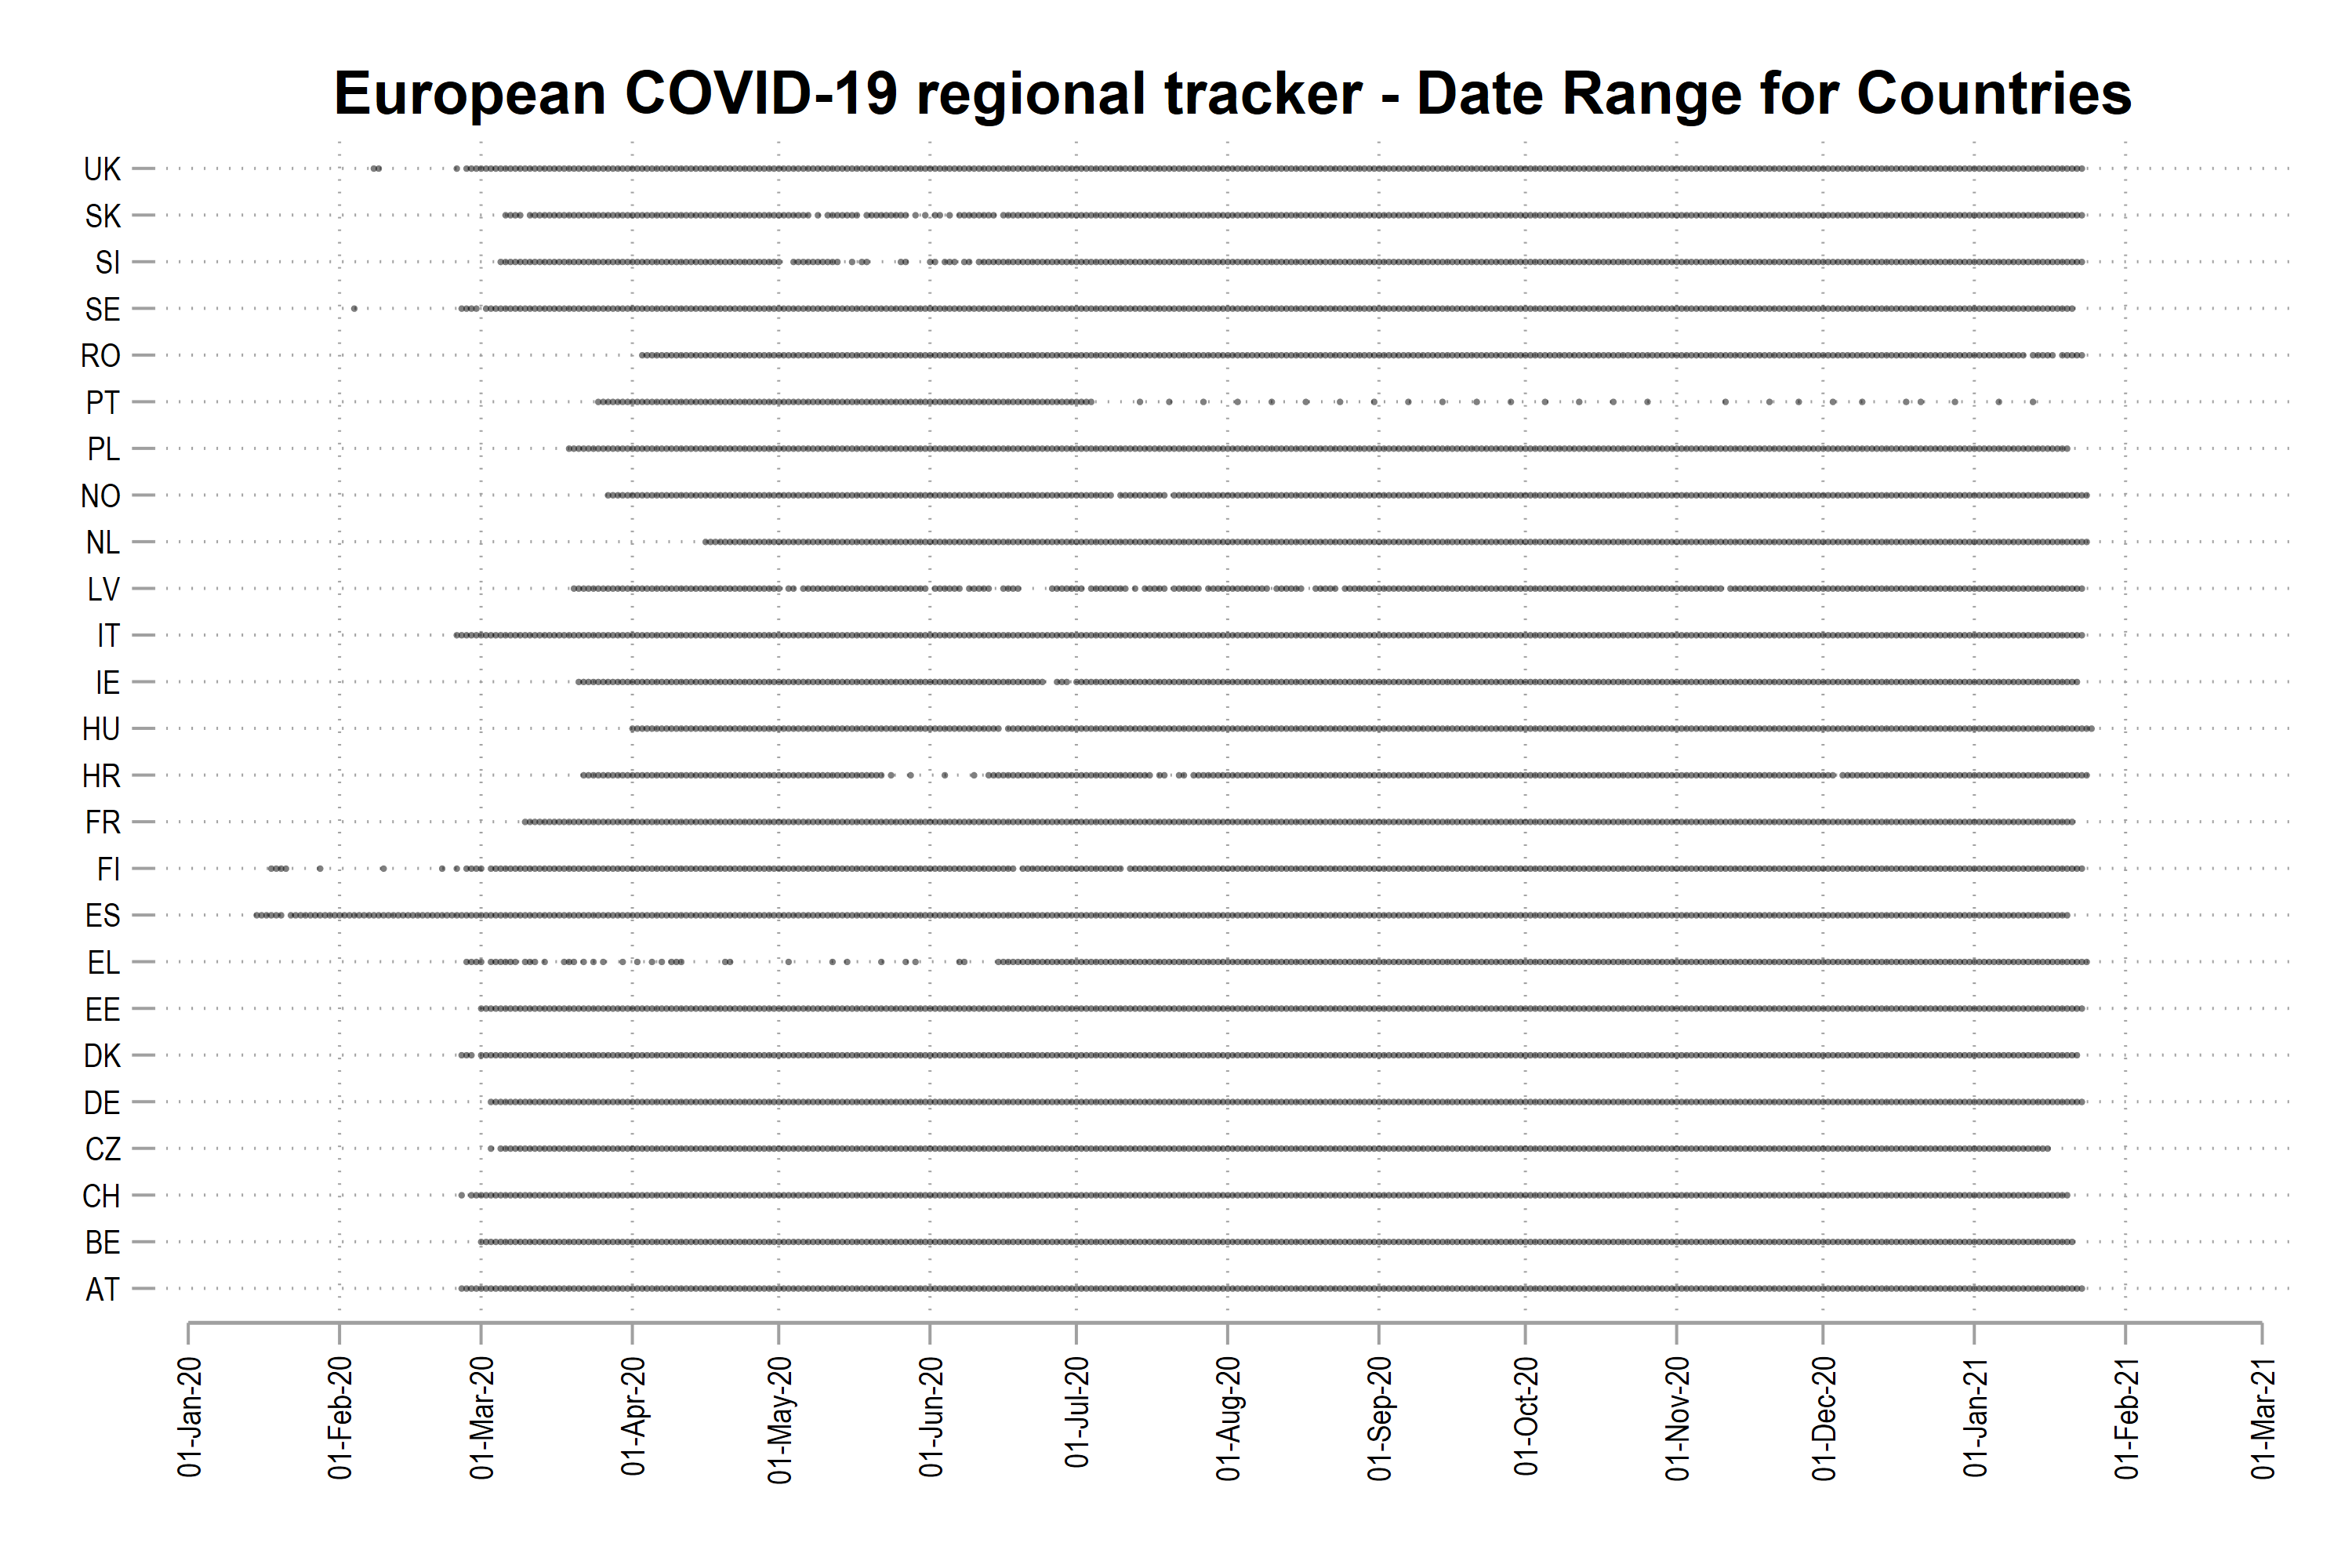 European COVID-19 regional tracker - Date Range for Countries
UK
SK
SI
SE
RO
PT
PL
NO
NL
LV
IT
IE
HU
HR
FR
FI
ES
EL
EE
DK
DE
CZ
CH
BE
AT
01-Jan-20
01-Feb-20
01-Mar-20
01-Apr-20
01-May-20
01-Jun-20
01-Jul-20
01-Aug-20
01-Sep-20
01-Oct-20
01-Nov-20
01-Dec-20
01-Jan-21
01-Feb-21
01-Mar-21